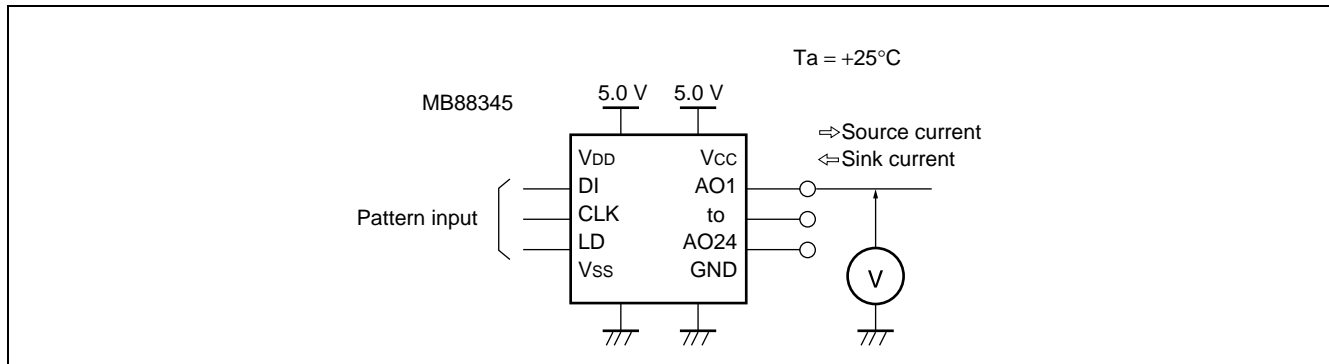 Ta = +25°C
MB88345
5.0 V 5.0 V
⇨Source current
⇦Sink current
VDD VCC
DI AO1
Pattern input
CLK to
LD AO24
VSS GND
V